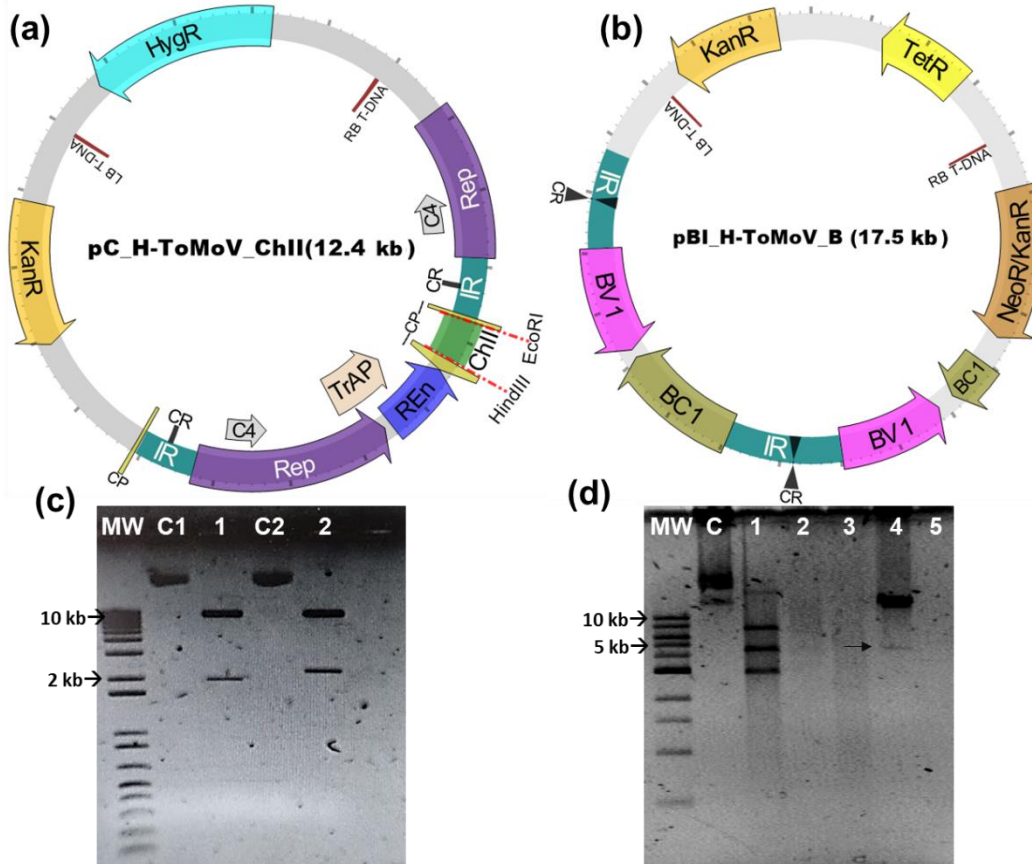 (a)
HygR
RB T-DNA
LB T-DNA
Rep
C4
pC_H-ToMoV_ChII(12.4 kb)
KanR
CR
IR
CP
ChII
EcoRI
HindIII
TrAP
REn
CR
C4
IR
Rep
CP
(b)
KanR
TetR
LB T-DNA
RB T-DNA
IR
CR
pBI_H-ToMoV_B (17.5 kb)
BV1
NeoR/KanR
BC1
BC1
IR
BV1
CR
(c)
MW C1 1 C2 2
10 kb→
2 kb→
(d)
MW C 1 2 3 4 5
10 kb→
5 kb→